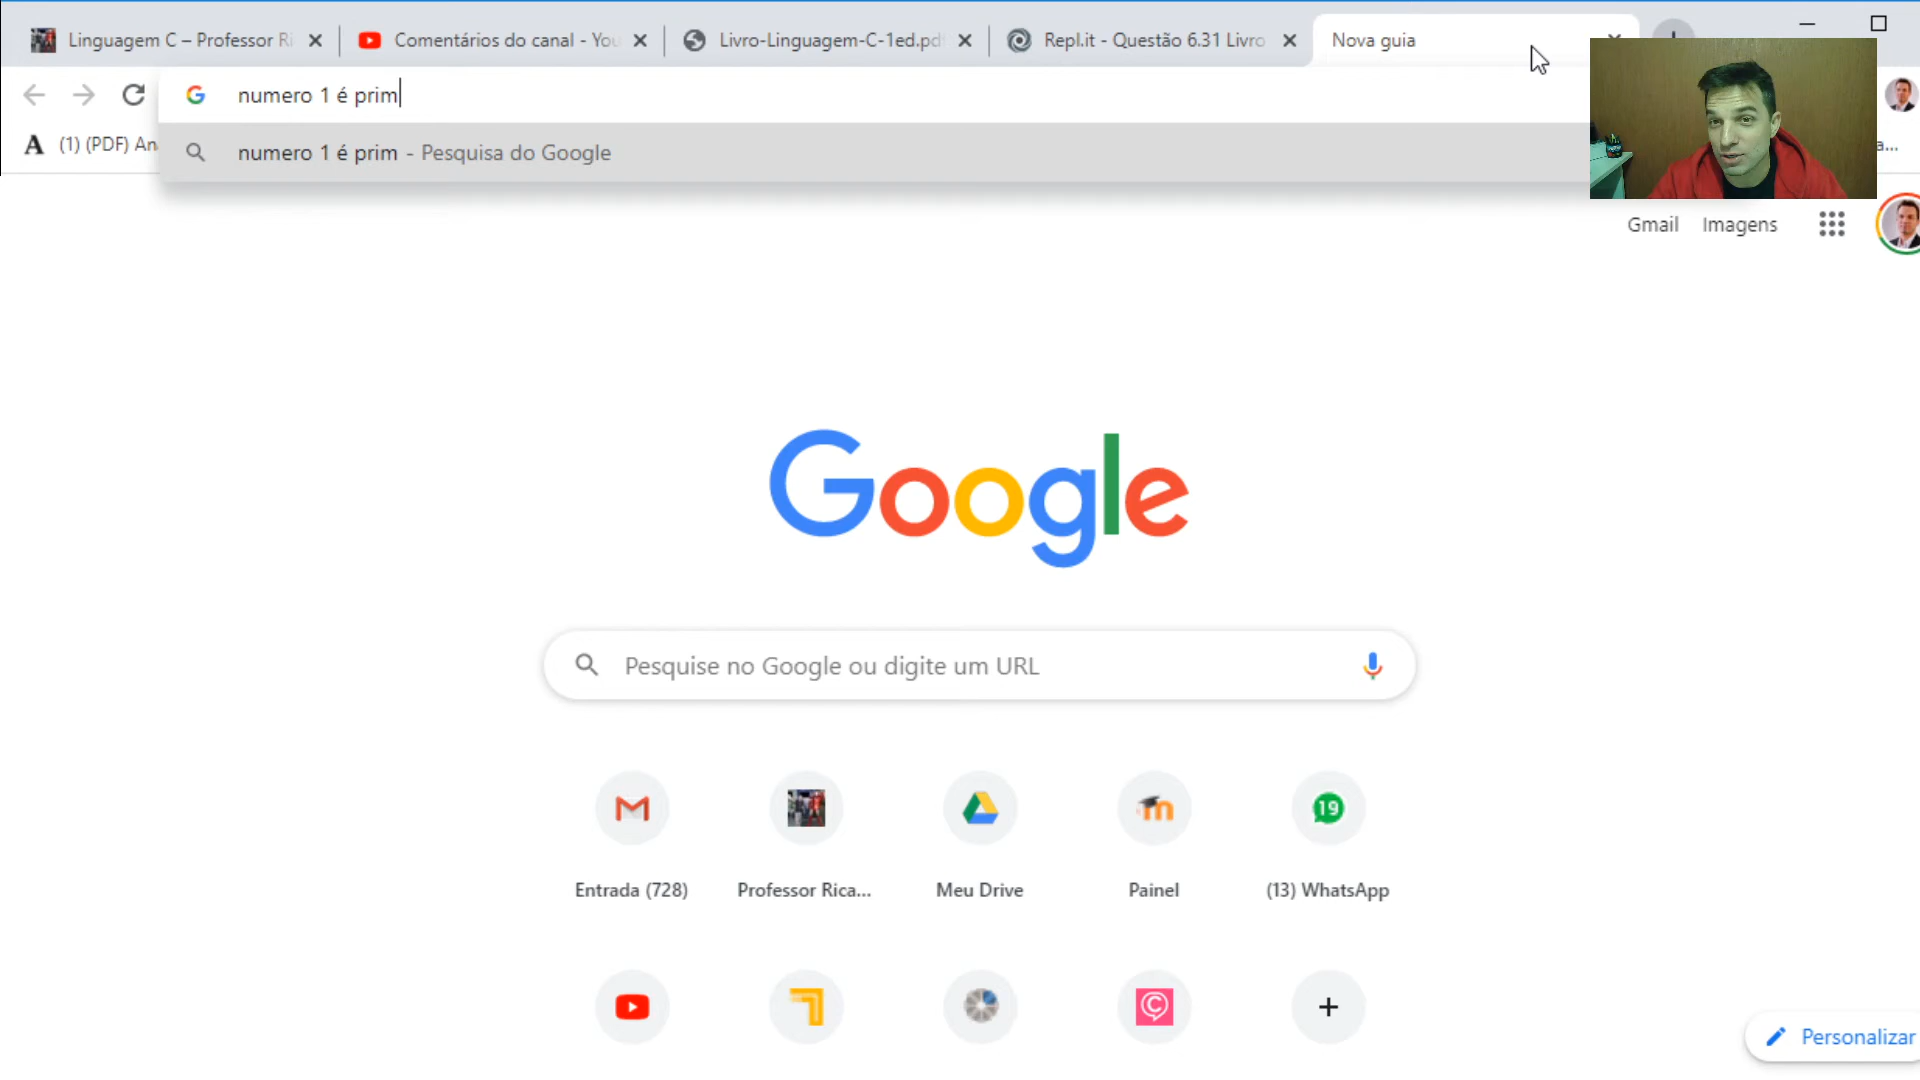 Linguagem C – Professor Ri
Comentários do canal - You
Livro-Linguagem-C-1ed.pdf
Repl.it - Questão 6.31 Livro
Nova guia
numero 1 é prim
A (1) (PDF) An
a...
numero 1 é prim - Pesquisa do Google
Gmail Imagens
Google
Pesquise no Google ou digite um URL
19
Entrada (728)
Professor Rica...
Meu Drive
Painel
(13) WhatsApp
Personalizar